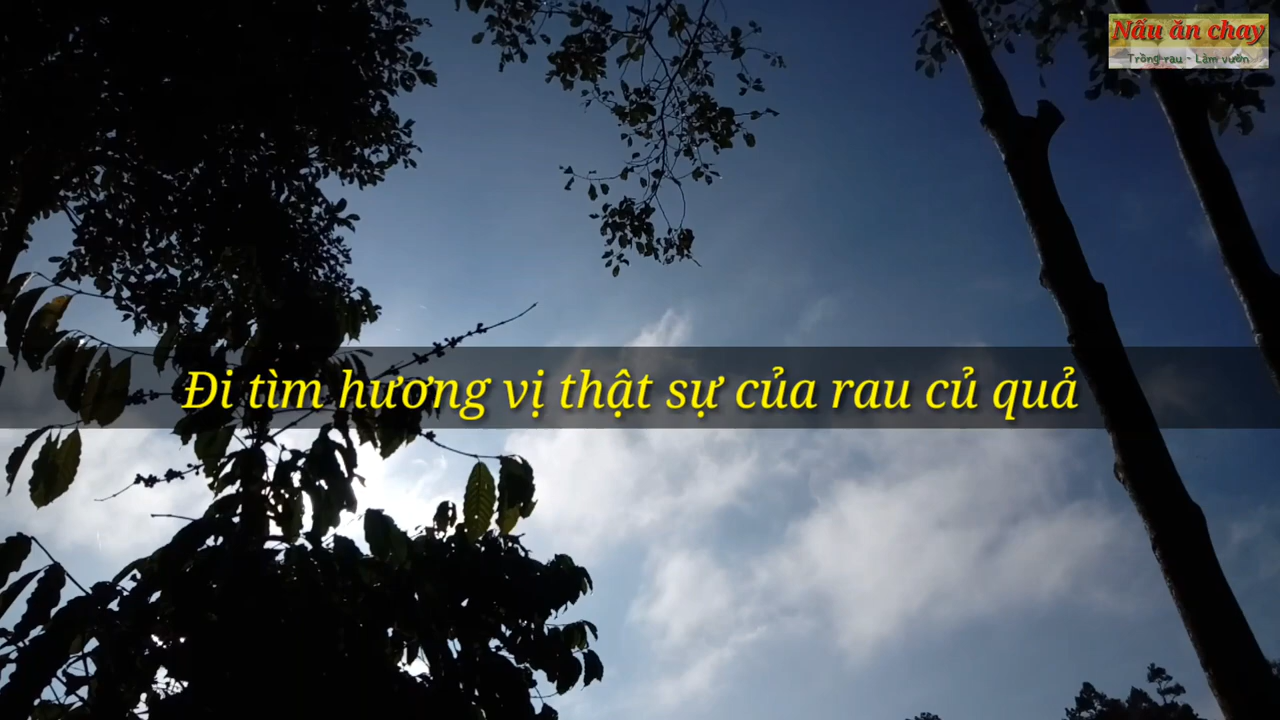 Nấu ăn chay
Trồng rau - Làm vườn
Đi tìm hương vị thật sự của rau củ quả